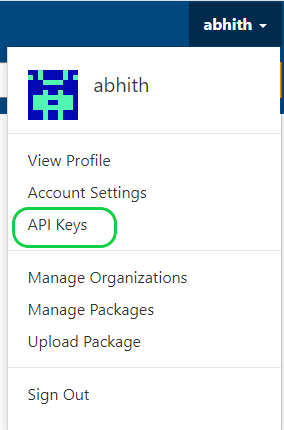 abhith
abhith
View Profile
Account Settings
API Keys
Manage Organizations
Manage Packages
Upload Package
Sign Out